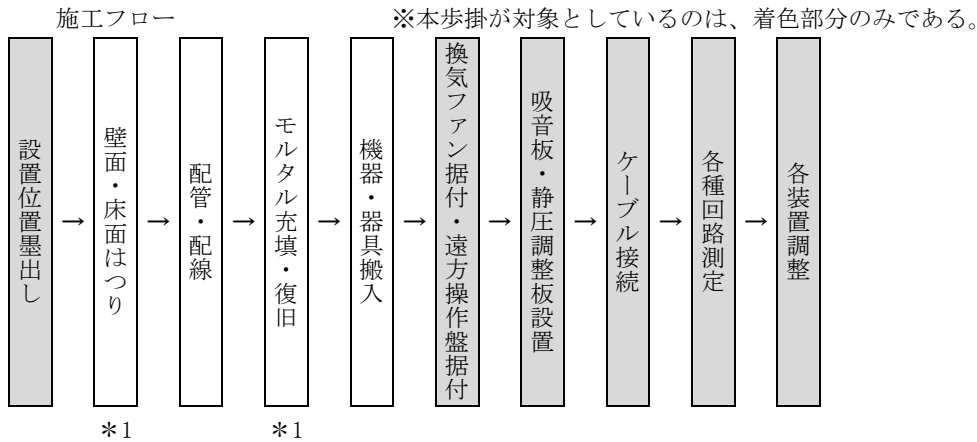 施工フロー
※本歩掛が対象としているのは、着色部分のみである。
設置位置墨出し
→
壁面・床面はつり
→
配管・配線
→
モルタル充填・復旧
→
機器・器具搬入
→
換気ファン据付・遠方操作盤据付
→
吸音板・静圧調整板設置
→
ケーブル接続
→
各種回路測定
→
各装置調整
＊1
＊1